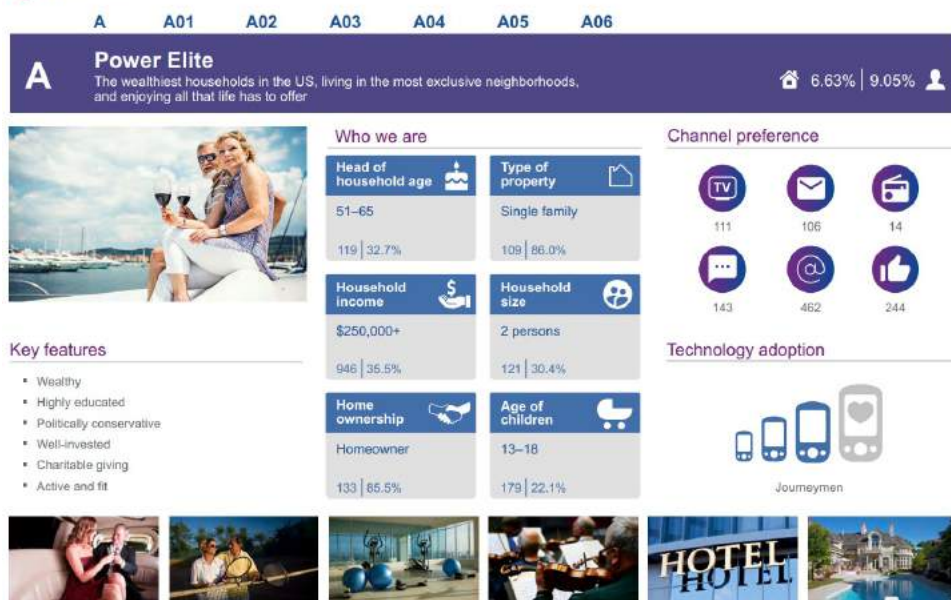 A A01 A02 A03 A04 A05 A06
A
Power Elite
The wealthiest households in the US, living in the most exclusive neighborhoods,
and enjoying all that life has to offer
6.63% | 9.05%
Who we are
Head of
household age
51–65
119 | 32.7%
Type of
property
Single family
109 | 86.0%
Household
income
$
$250,000+
946 | 35.5%
Household
size
2 persons
121 | 30.4%
Home
ownership
Homeowner
133 | 85.5%
Age of
children
13–18
179 | 22.1%
Channel preference
TV
111
106
14
@
143
462
244
Key features
Wealthy
Highly educated
Politically conservative
Well-invested
Charitable giving
Active and fit
Technology adoption
Journeymen
HOTEL
HOTEL